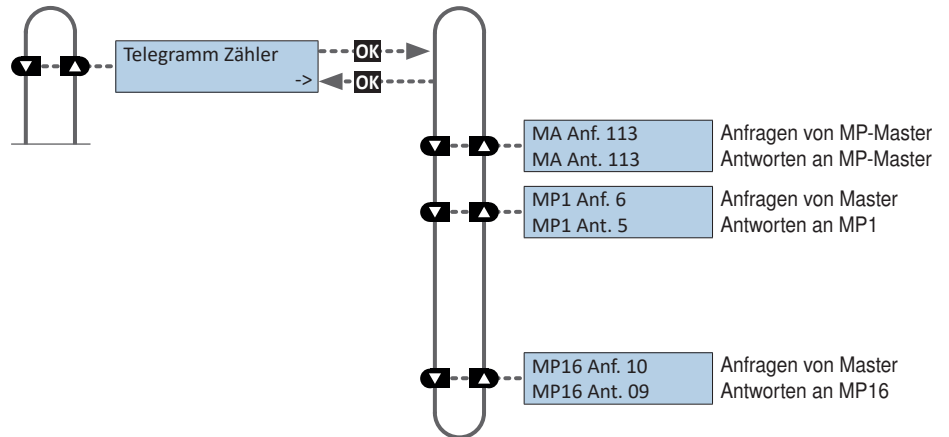 Telegramm Zähler
->
OK
OK
MA Anf. 113
MA Ant. 113
Anfragen von MP-Master
Antworten an MP-Master
MP1 Anf. 6
MP1 Ant. 5
Anfragen von Master
Antworten an MP1
MP16 Anf. 10
MP16 Ant. 09
Anfragen von Master
Antworten an MP16